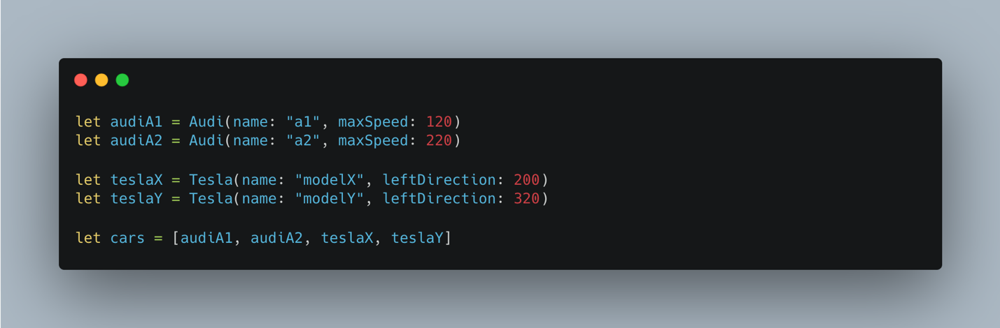 let audiA1 = Audi(name: "a1", maxSpeed: 120)
let audiA2 = Audi(name: "a2", maxSpeed: 220)
let teslaX = Tesla(name: "modelX", leftDirection: 200)
let teslaY = Tesla(name: "modelY", leftDirection: 320)
let cars = [audiA1, audiA2, teslaX, teslaY]